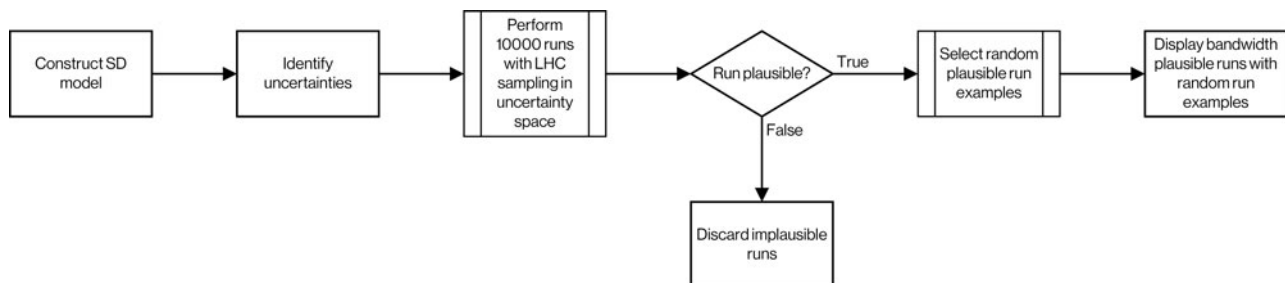 Construct SD
model
Identify
uncertainties
Perform
10000 runs
with LHC
sampling in
uncertainty
space
Run plausible?
True
False
Discard implausible
runs
Select random
plausible run
examples
Display bandwidth
plausible runs with
random run
examples